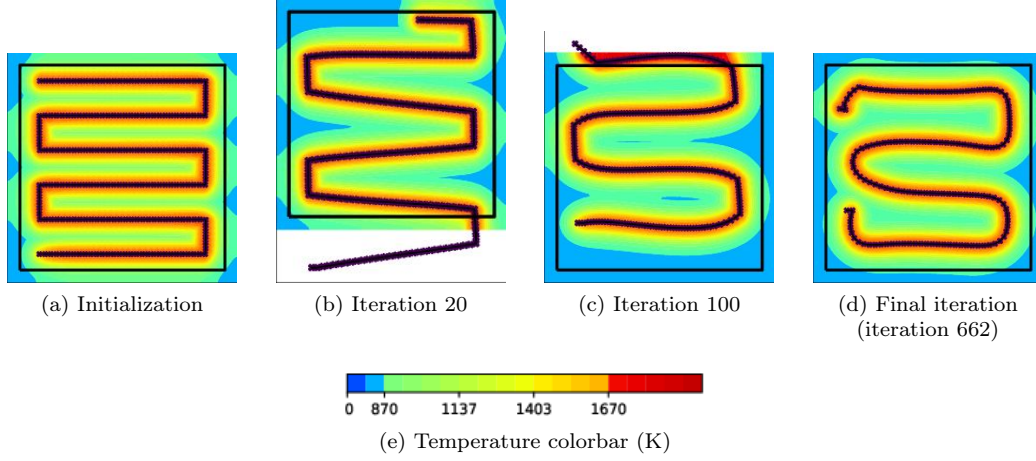 (a) Initialization
(b) Iteration 20
(c) Iteration 100
(d) Final iteration
(iteration 662)
0 870 1137 1403 1670
(e) Temperature colorbar (K)